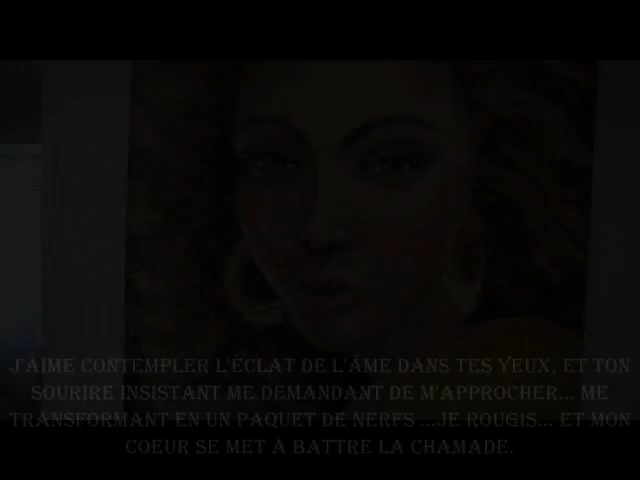 J'AIME CONTEMPLER L'ÉCLAT DE L'ÂME DANS TES YEUX, ET TON
SOURIRE INSISTANT ME DEMANDANT DE M'APPROCHER... ME
TRANSFORMANT EN UN PAQUET DE NERFS ...JE ROUGIS... ET MON
COEUR SE MET À BATTRE LA CHAMADE.